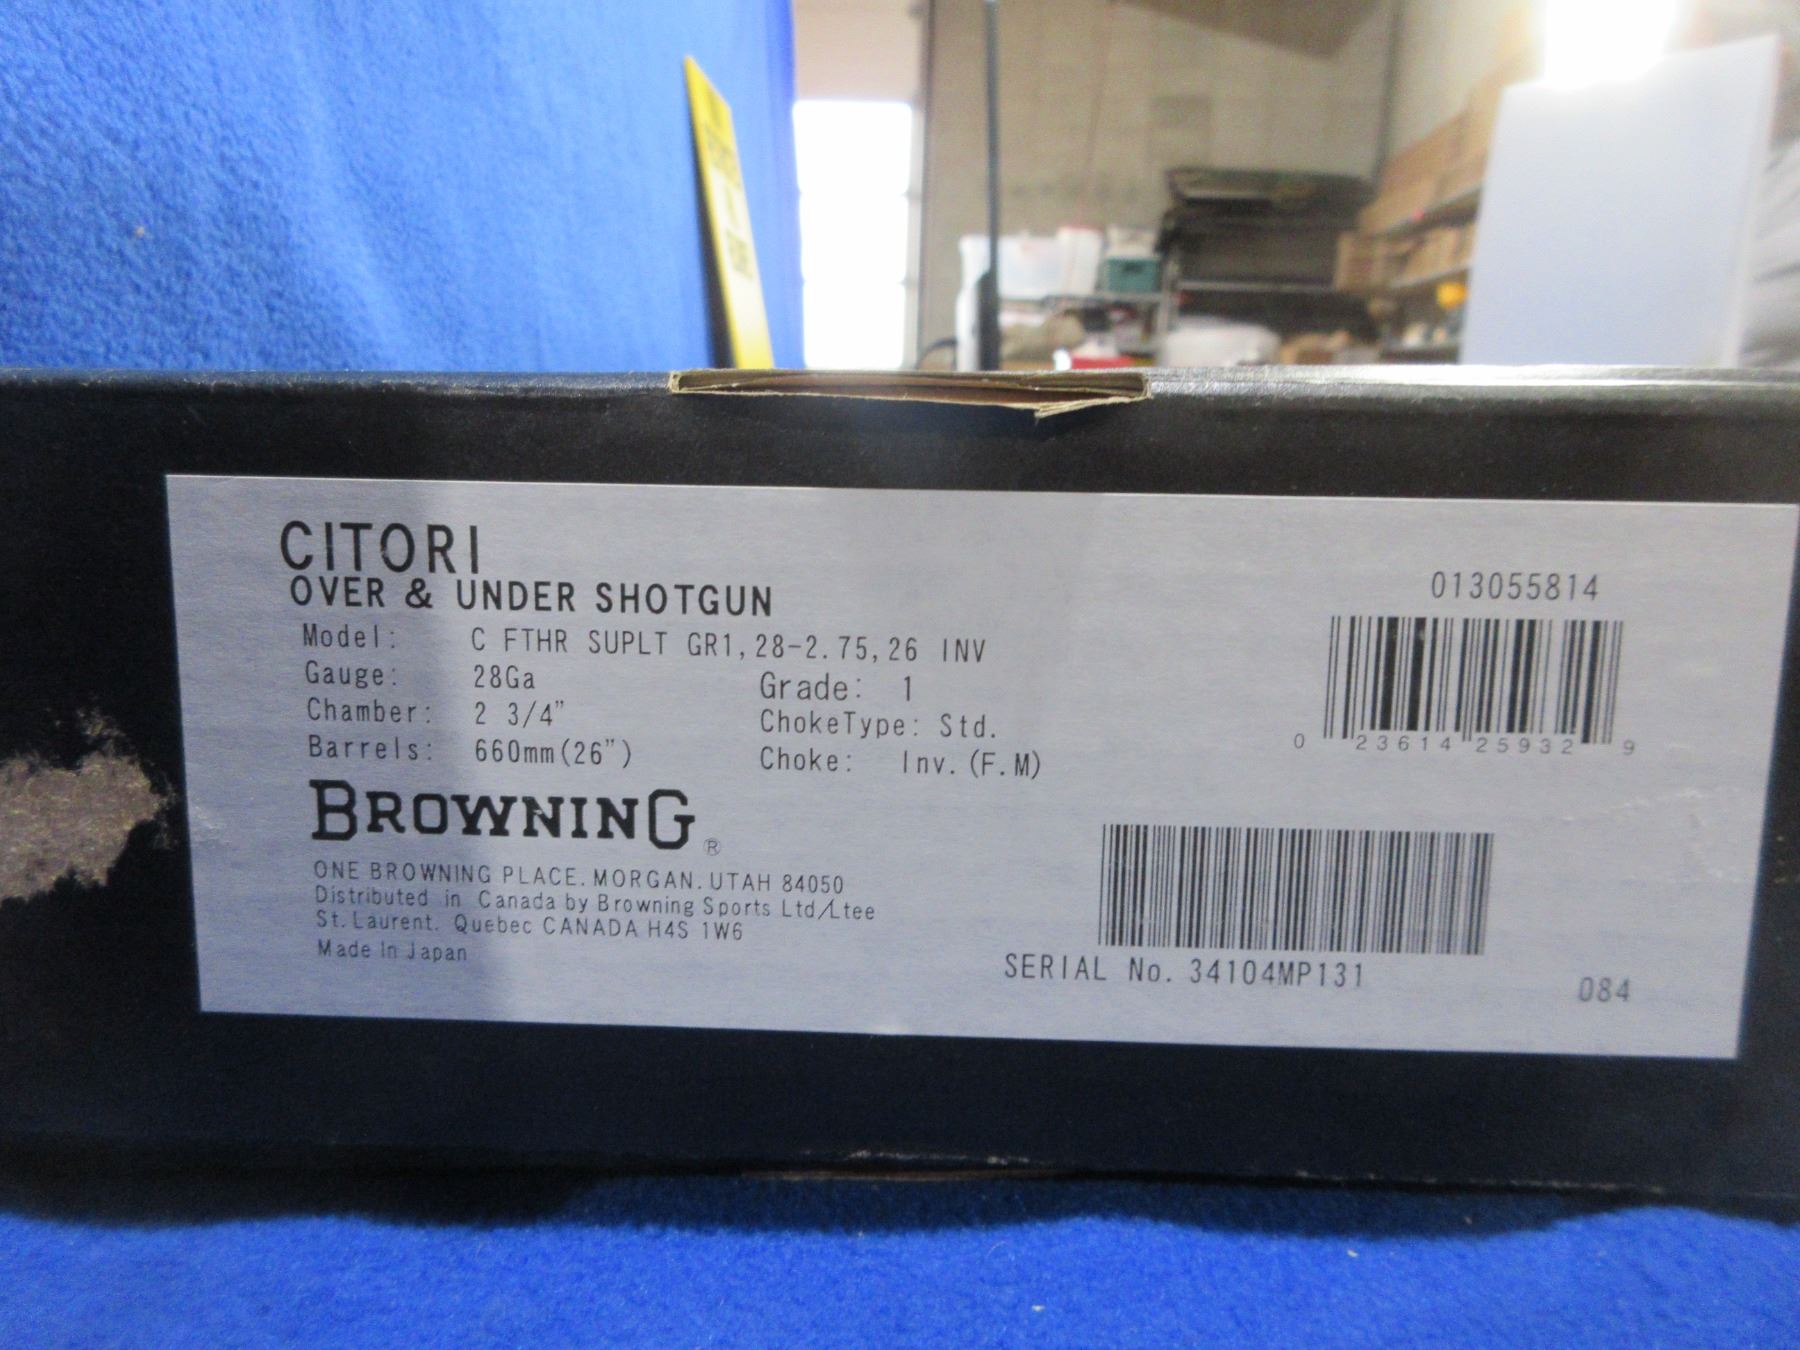 CITORI
OVER & UNDER SHOTGUN
Model: C FTHR SUPLT GR1,28-2.75,26 INV
Gauge: 28Ga
Grade: 1
Chamber: 2 3/4"
ChokeType: Std.
Barrels: 660mm(26")
Choke: Inv.(F.M)
BROWNING®
ONE BROWNING PLACE. MORGAN. UTAH 84050
Distributed in Canada by Browning Sports Ltd/Ltee
St. Laurent. Quebec CANADA H4S 1W6
Made In Japan
013055814
0 23614 25932 9
SERIAL No. 34104MP131
084